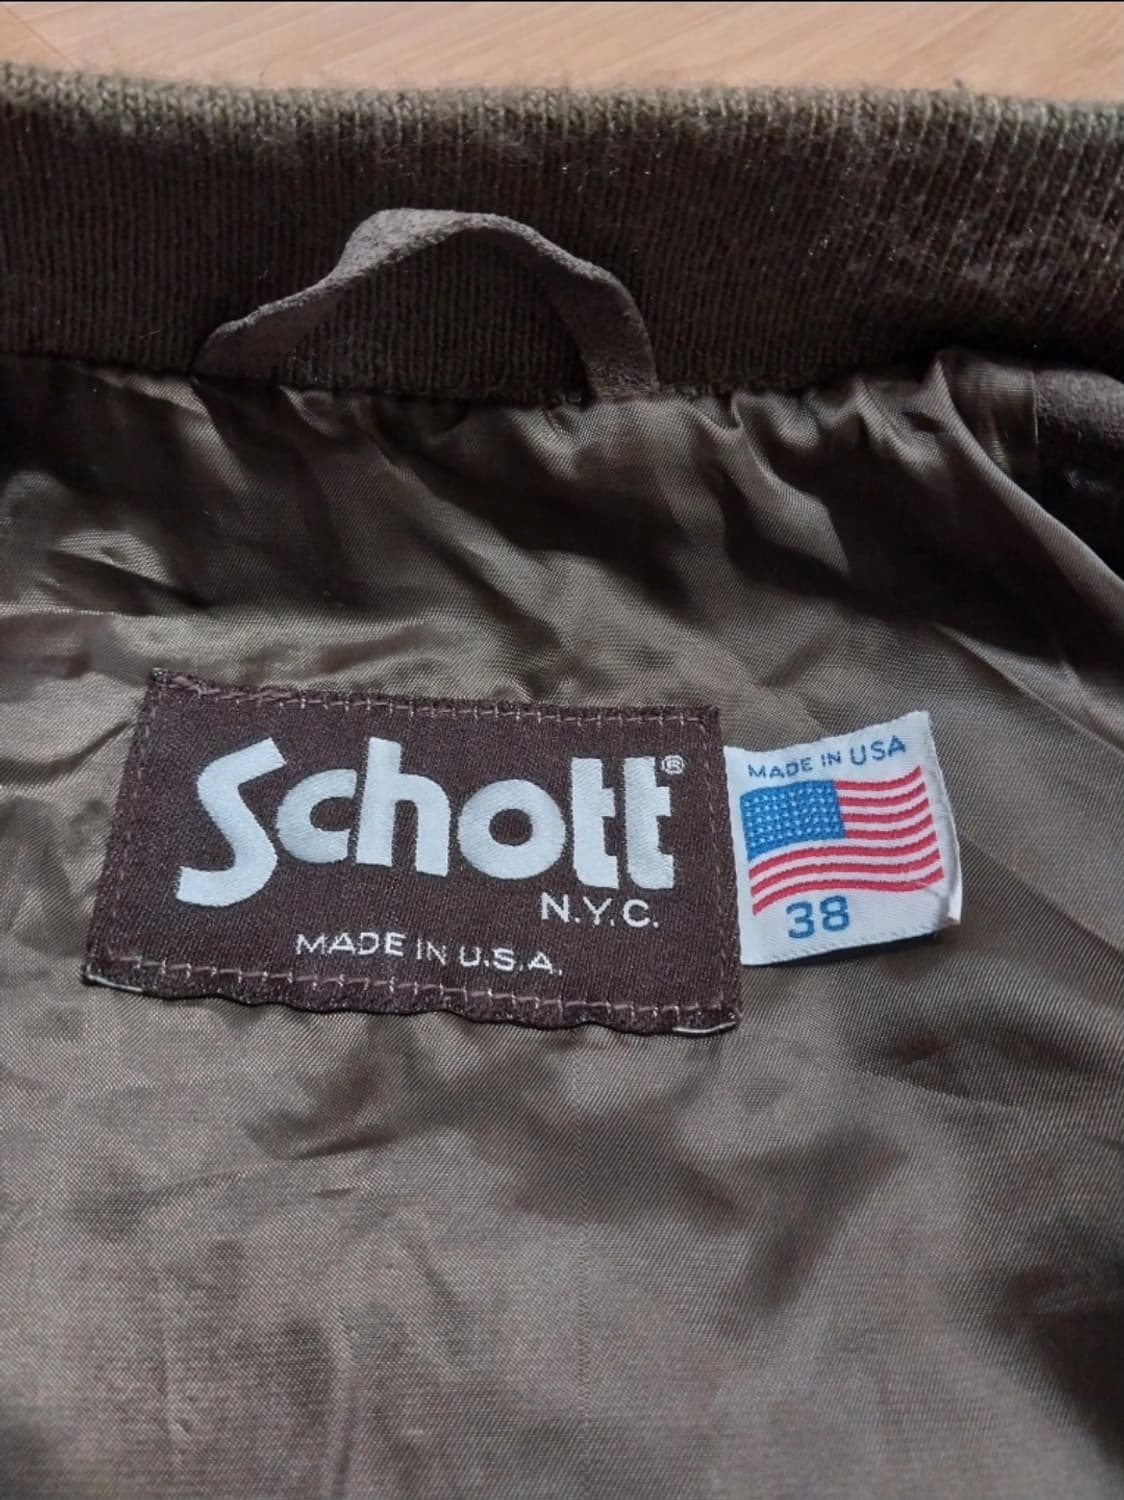 Schott®
N.Y.C.
MADE IN U.S.A.
MADE IN USA
38